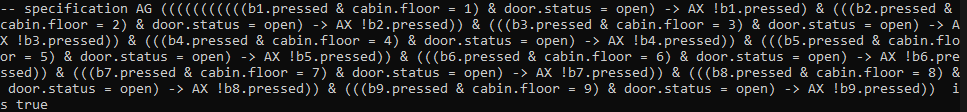 -- specification AG (((((((((((b1.pressed & cabin.floor = 1) & door.status = open) -> AX !b1.pressed) & (((b2.pressed &
cabin.floor = 2) & door.status = open) -> AX !b2.pressed)) & (((b3.pressed & cabin.floor = 3) & door.status = open) -> A
X !b3.pressed)) & (((b4.pressed & cabin.floor = 4) & door.status = open) -> AX !b4.pressed)) & (((b5.pressed & cabin.flo
or = 5) & door.status = open) -> AX !b5.pressed)) & (((b6.pressed & cabin.floor = 6) & door.status = open) -> AX !b6.pre
ssed)) & (((b7.pressed & cabin.floor = 7) & door.status = open) -> AX !b7.pressed)) & (((b8.pressed & cabin.floor = 8) &
 door.status = open) -> AX !b8.pressed)) & (((b9.pressed & cabin.floor = 9) & door.status = open) -> AX !b9.pressed))  i
s true